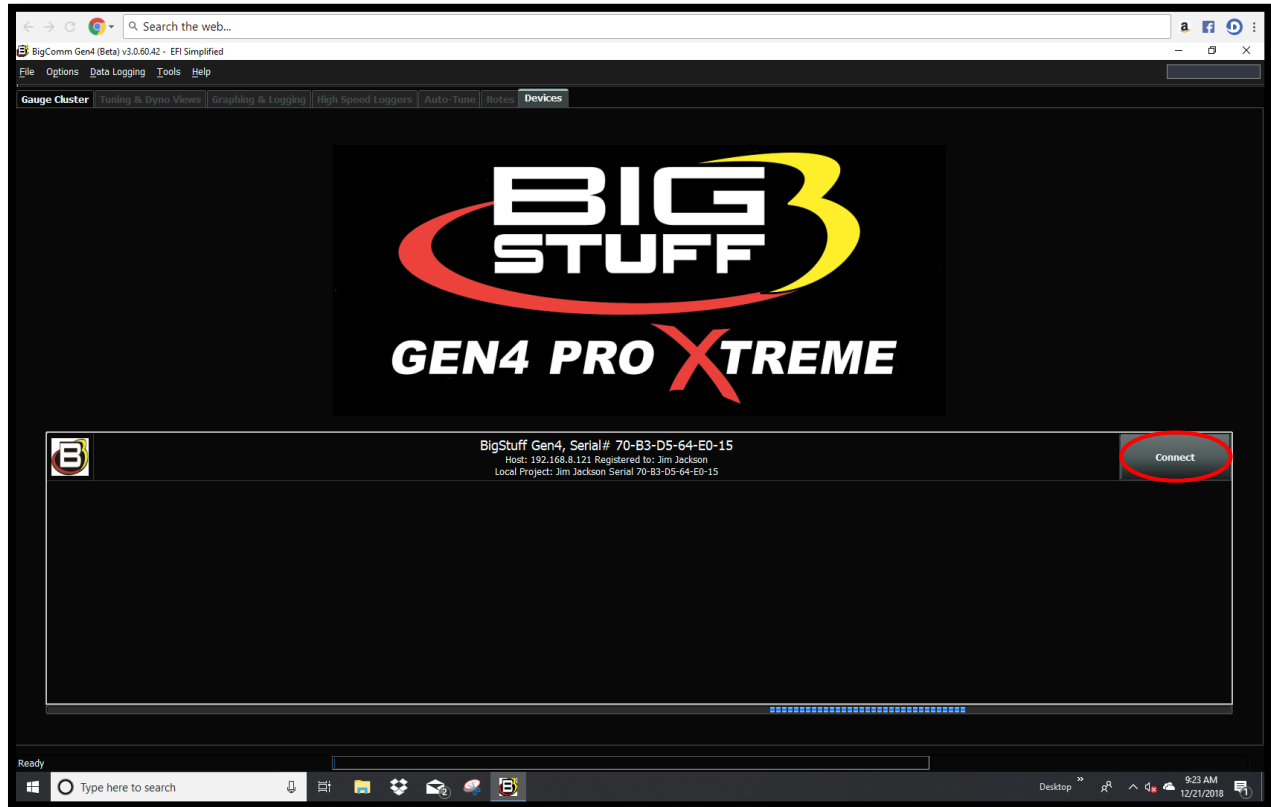 Search the web...
a
BigComm Gen4 (Beta) v3.0.60.42 - EFI Simplified
File Options Data Logging Tools Help
Gauge Cluster Tuning & Dyno Views Graphing & Logging High Speed Loggers Auto-Tune Notes Devices
BIG 3
STUFF
GEN4 PRO XTREME
B
BigStuff Gen4, Serial# 70-B3-D5-64-E0-15
Host: 192.168.8.121 Registered to: Jim Jackson
Local Project: Jim Jackson Serial 70-B3-D5-64-E0-15
Connect
Ready
Type here to search
2
Desktop
9:23 AM
12/21/2018
1